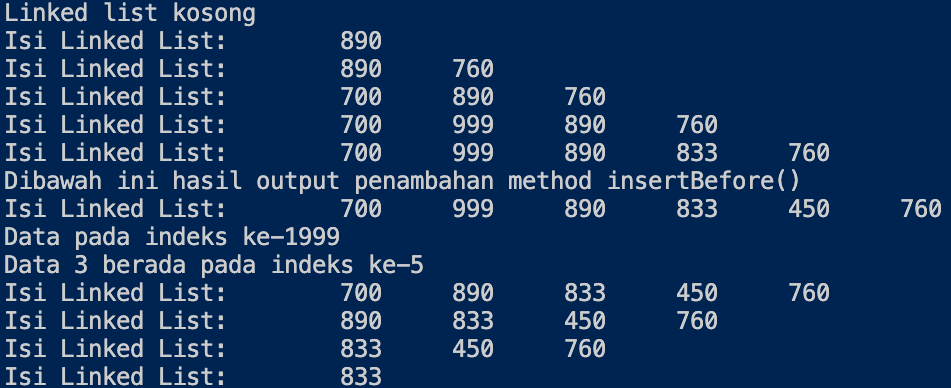 Linked list kosong
Isi Linked List:	890
Isi Linked List:	890	760
Isi Linked List:	700	890	760
Isi Linked List:	700	999	890	760
Isi Linked List:	700	999	890	833	760
Dibawah ini hasil output penambahan method insertBefore()
Isi Linked List:	700	999	890	833	450	760
Data pada indeks ke-1999
Data 3 berada pada indeks ke-5
Isi Linked List:	700	890	833	450	760
Isi Linked List:	890	833	450	760
Isi Linked List:	833	450	760
Isi Linked List:	833